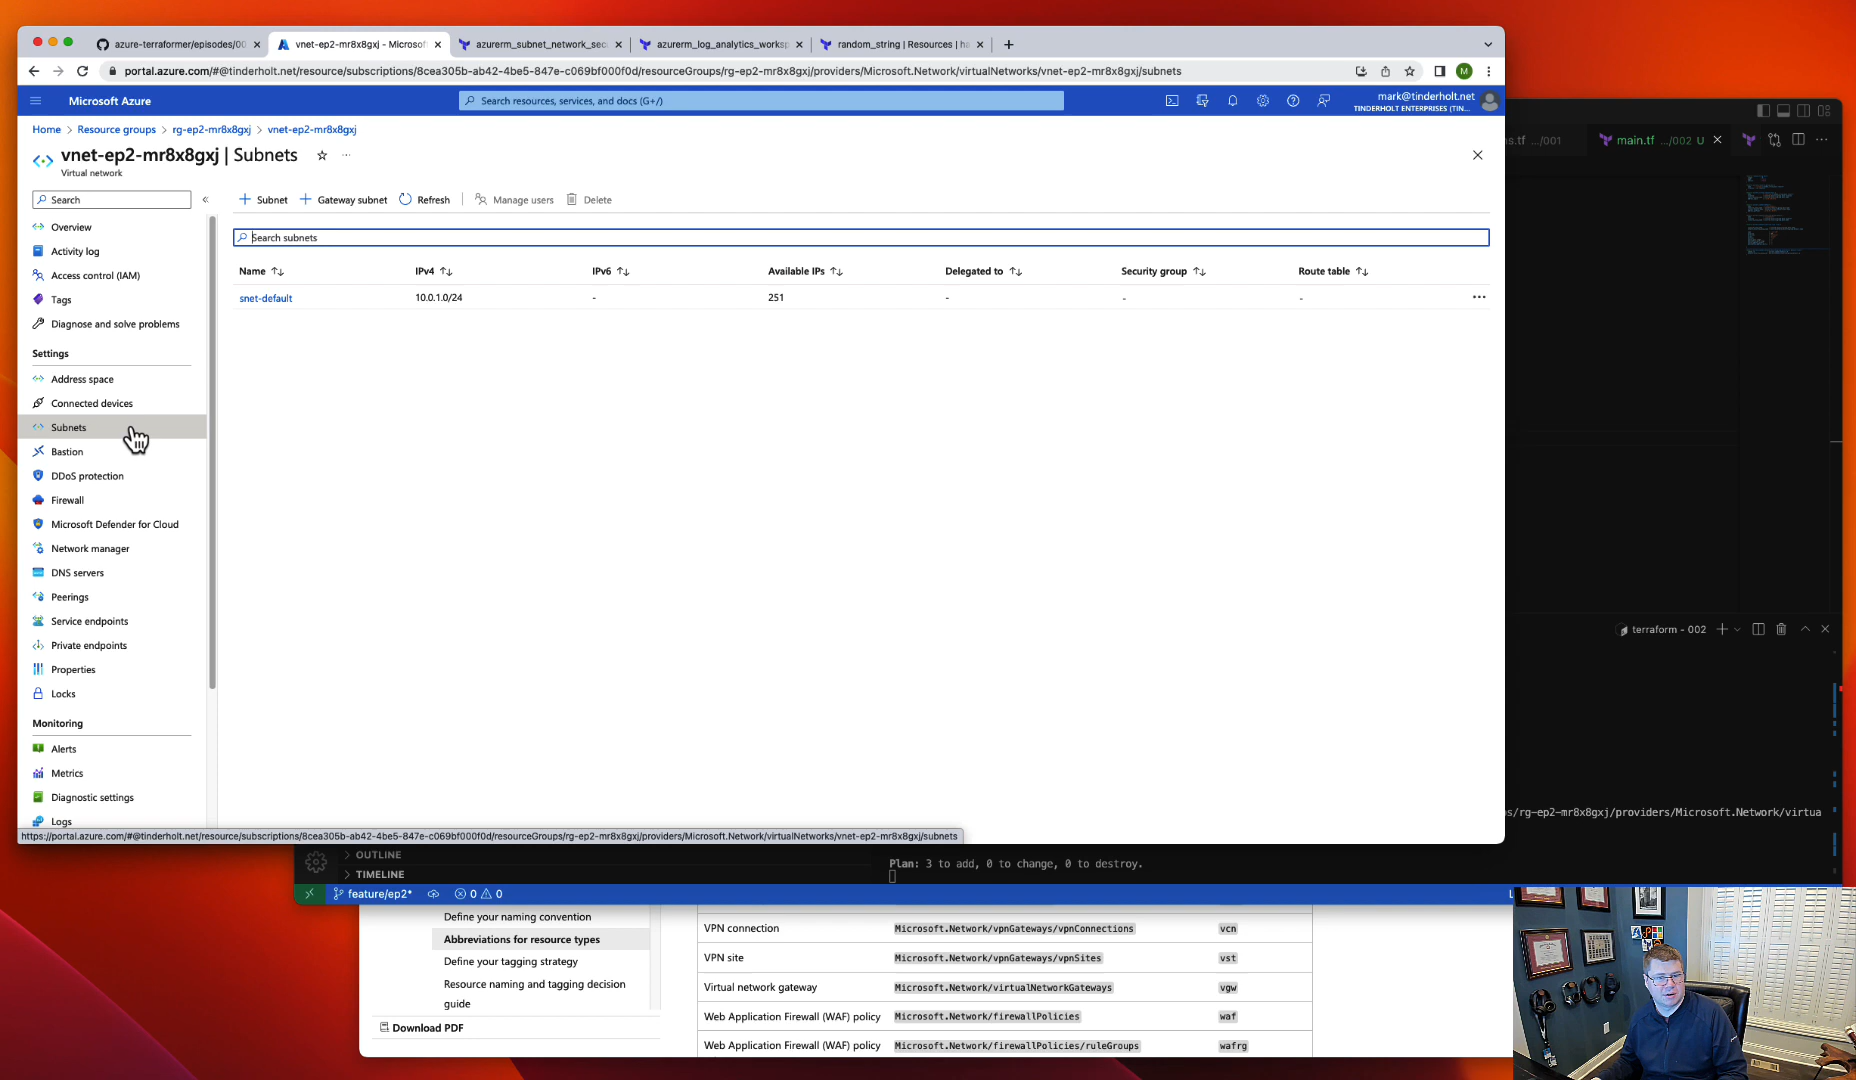 azure-terraformer/episodes/00
vnet-ep2-mr8x8gxj - Microsof
azurerm_subnet_network_sec
azurerm_log_analytics_worksp
random_string | Resources | ha
portal.azure.com/#@tinderholt.net/resource/subscriptions/8cea305b-ab42-4be5-847e-c069bf000f0d/resourceGroups/rg-ep2-mr8x8gxj/providers/Microsoft.Network/virtualNetworks/vnet-ep2-mr8x8gxj/subnets
M
Microsoft Azure
Search resources, services, and docs (G+/)
mark@tinderholt.net
TINDERHOLT ENTERPRISES (TIN...
Home > Resource groups > rg-ep2-mr8x8gxj > vnet-ep2-mr8x8gxj
vnet-ep2-mr8x8gxj | Subnets
Virtual network
Search
Subnet
Gateway subnet
Refresh
Manage users
Delete
Search subnets
Name
IPv4
IPv6
Available IPs
Delegated to
Security group
Route table
snet-default
10.0.1.0/24
-
251
-
-
-
Overview
Activity log
Access control (IAM)
Tags
Diagnose and solve problems
Settings
Address space
Connected devices
Subnets
Bastion
DDoS protection
Firewall
Microsoft Defender for Cloud
Network manager
DNS servers
Peerings
Service endpoints
Private endpoints
Properties
Locks
Monitoring
Alerts
Metrics
Diagnostic settings
Logs
https://portal.azure.com/#@tinderholt.net/resource/subscriptions/8cea305b-ab42-4be5-847e-c069bf000f0d/resourceGroups/rg-ep2-mr8x8gxj/providers/Microsoft.Network/virtualNetworks/vnet-ep2-mr8x8gxj/subnets
s.tf .../001
main.tf .../002 U
terraform - 002
s/rg-ep2-mr8x8gxj/providers/Microsoft.Network/virtua
OUTLINE
TIMELINE
Plan: 3 to add, 0 to change, 0 to destroy.
feature/ep2*
0
0
Define your naming convention
Abbreviations for resource types
Define your tagging strategy
Resource naming and tagging decision
guide
Download PDF
VPN connection
Microsoft.Network/vpnGateways/vpnConnections
vcn
VPN site
Microsoft.Network/vpnGateways/vpnSites
vst
Virtual network gateway
Microsoft.Network/virtualNetworkGateways
vgw
Web Application Firewall (WAF) policy
Microsoft.Network/firewallPolicies
waf
Web Application Firewall (WAF) policy
Microsoft.Network/firewallPolicies/ruleGroups
wafrg